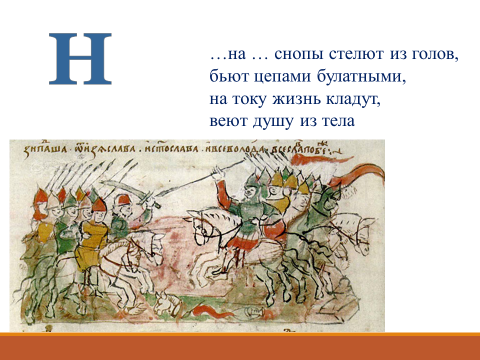 Н
…на … снопы стелют из голов,
бьют цепами булатными,
на току жизнь кладут,
веют душу из тела